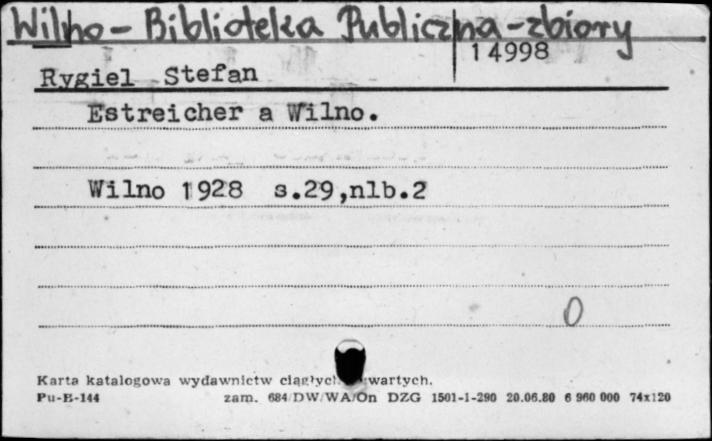 Wilno - Biblioteka Publiczna - zbiory
14998
Rygiel Stefan
Estreicher a Wilno.
Wilno 1928 s.29,nlb.2
0
Karta katalogowa wydawnictw ciągłych wartych.
Pu-B-144 zam. 684/DW/WA/On DZG 1501-1-290 20.06.80 6 960 000 74x120